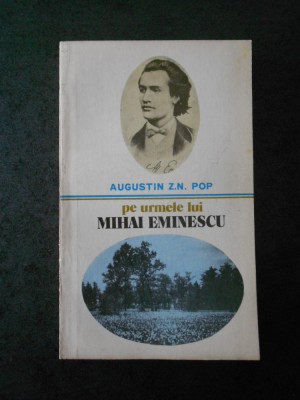 AUGUSTIN Z.N. POP
pe urmele lui
MIHAI EMINESCU